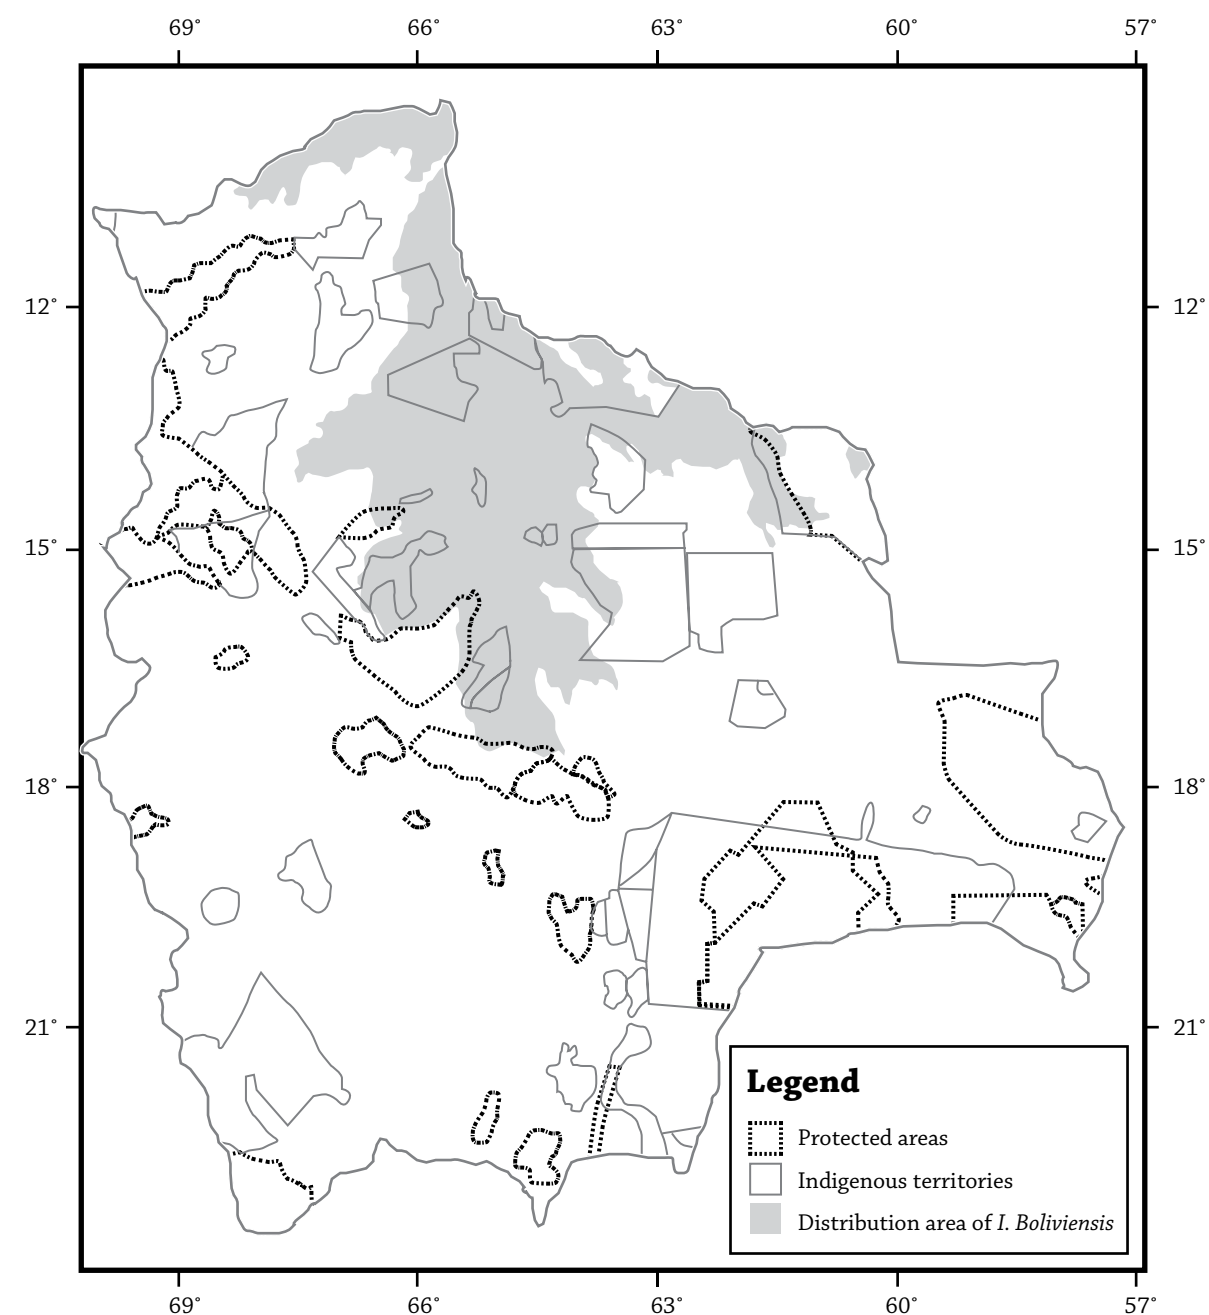 69° 66° 63° 60° 57°
12° 12°
15° 15°
18° 18°
21° 21°
Legend
Protected areas
Indigenous territories
Distribution area of I. Boliviensis
69° 66° 63° 60° 57°